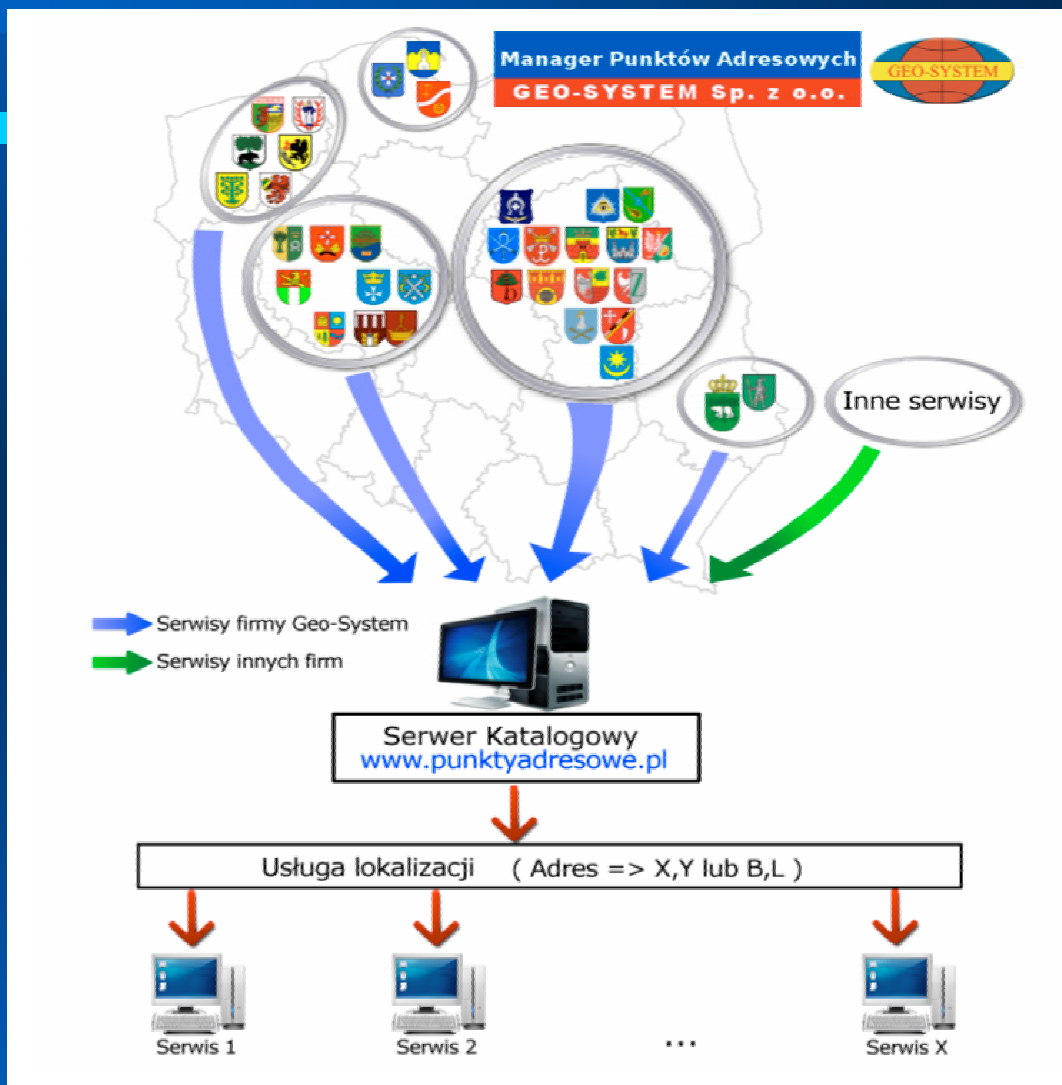 Manager Punktów Adresowych
GEO-SYSTEM Sp. z o.o.
GEO-SYSTEM
Inne serwisy
Serwisy firmy Geo-System
Serwisy innych firm
Serwer Katalogowy
www.punktyadresowe.pl
Usługa lokalizacji ( Adres => X,Y lub B,L )
Serwis 1
Serwis 2
...
Serwis X